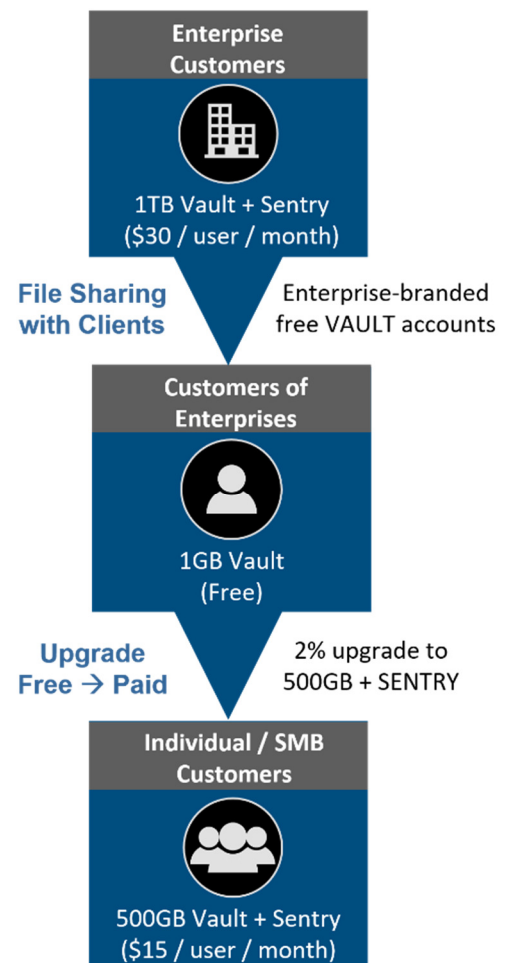 Enterprise
Customers
1TB Vault + Sentry
($30 / user / month)
File Sharing
with Clients
Enterprise-branded
free VAULT accounts
Customers of
Enterprises
1GB Vault
(Free)
Upgrade
Free → Paid
2% upgrade to
500GB + SENTRY
Individual / SMB
Customers
500GB Vault + Sentry
($15 / user / month)